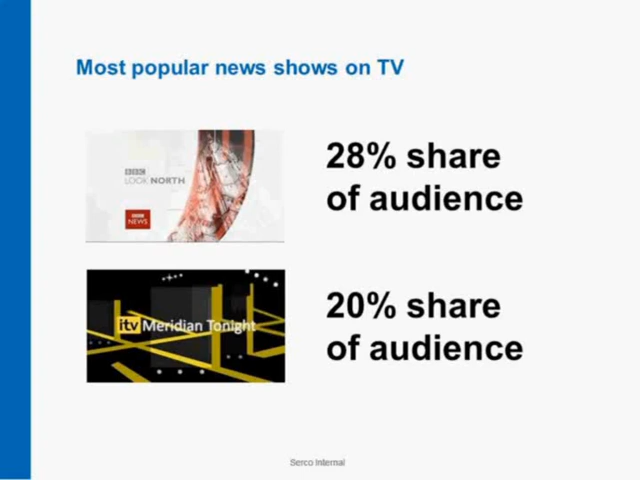 Most popular news shows on TV
BBC
LOOK NORTH
BBC
NEWS
28% share
of audience
itv Meridian Tonight
20% share
of audience
Serco Internal